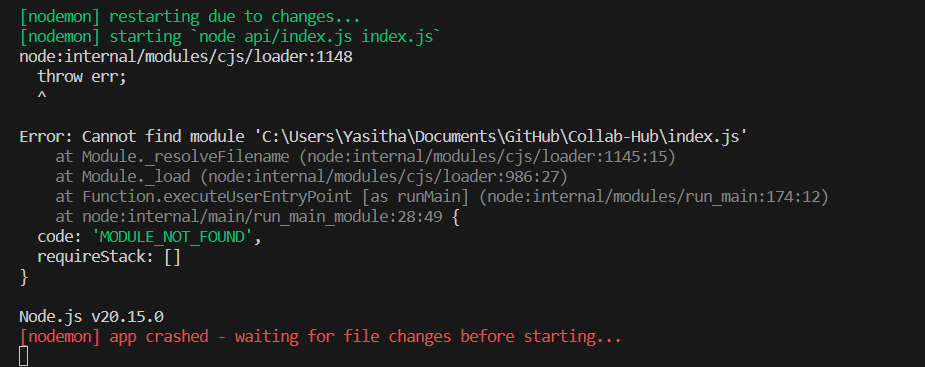 [nodemon] restarting due to changes...
[nodemon] starting `node api/index.js index.js`
node:internal/modules/cjs/loader:1148
  throw err;
  ^

Error: Cannot find module 'C:\Users\Yasitha\Documents\GitHub\Collab-Hub\index.js'
    at Module._resolveFilename (node:internal/modules/cjs/loader:1145:15)
    at Module._load (node:internal/modules/cjs/loader:986:27)
    at Function.executeUserEntryPoint [as runMain] (node:internal/modules/run_main:174:12)
    at node:internal/main/run_main_module:28:49 {
  code: 'MODULE_NOT_FOUND',
  requireStack: []
}

Node.js v20.15.0
[nodemon] app crashed - waiting for file changes before starting...